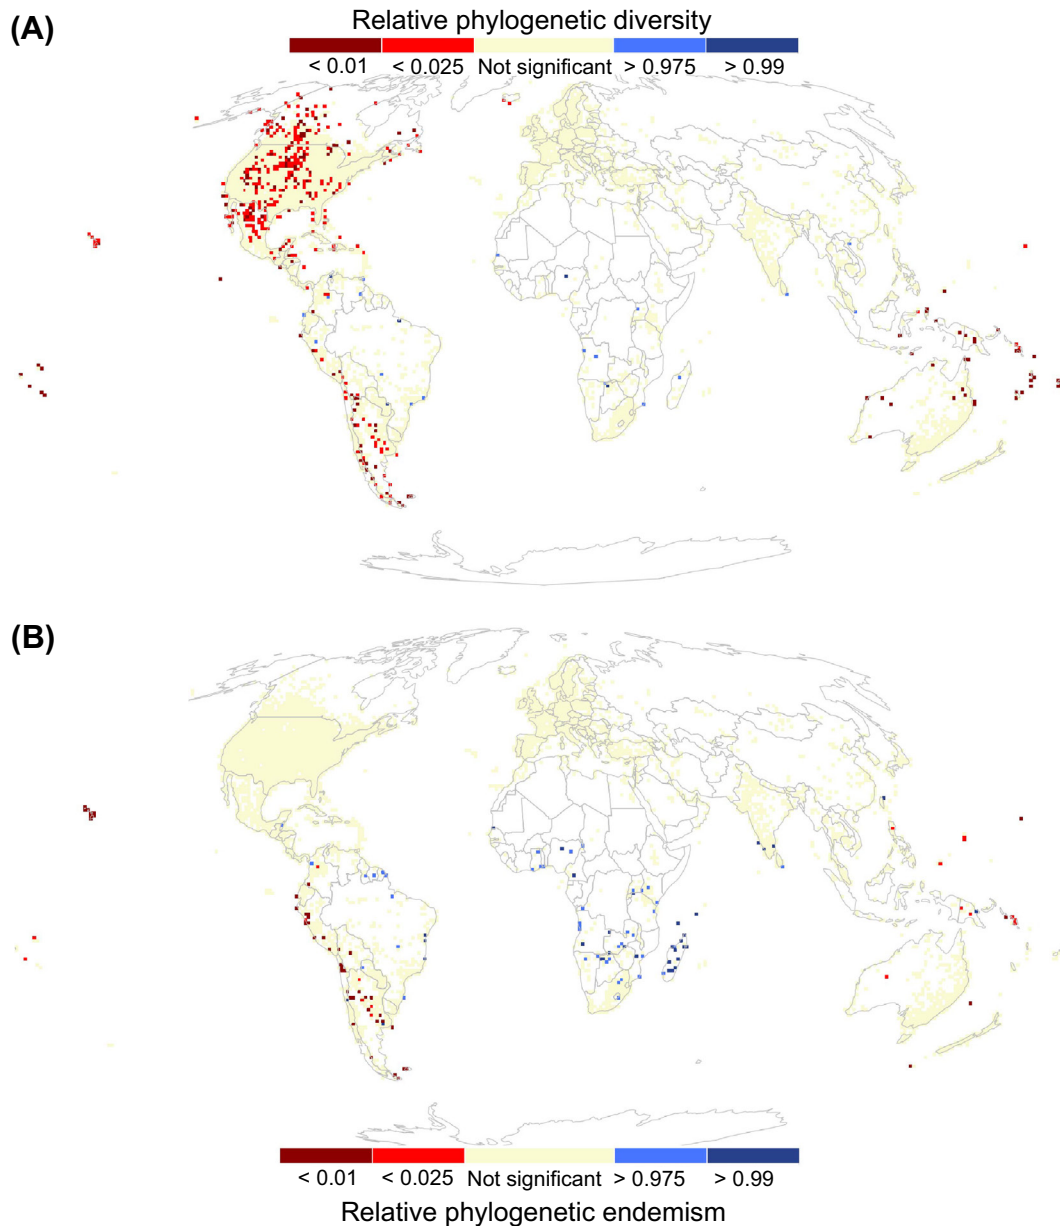 (A)
Relative phylogenetic diversity
< 0.01 < 0.025 Not significant > 0.975 > 0.99
(B)
< 0.01 < 0.025 Not significant > 0.975 > 0.99
Relative phylogenetic endemism